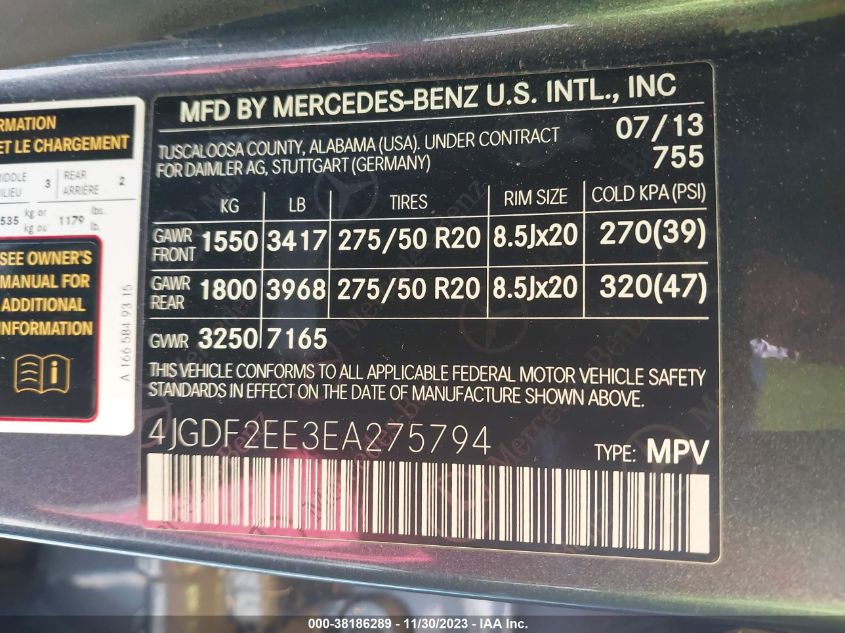 RMATION
ET LE CHARGEMENT
MIDDLE 3 REAR 2
MILIEU ARRIÈRE
535 kg or 1179 lbs.
kg ou lb.
SEE OWNER'S
MANUAL FOR
ADDITIONAL
INFORMATION
A 166 584 93 15
MFD BY MERCEDES-BENZ U.S. INTL., INC
TUSCALOOSA COUNTY, ALABAMA (USA). UNDER CONTRACT 07/13
FOR DAIMLER AG, STUTTGART (GERMANY) 755
KG LB TIRES RIM SIZE COLD KPA (PSI)
GAWR FRONT 1550 3417 275/50 R20 8.5Jx20 270(39)
GAWR REAR 1800 3968 275/50 R20 8.5Jx20 320(47)
GVWR 3250 7165
THIS VEHICLE CONFORMS TO ALL APPLICABLE FEDERAL MOTOR VEHICLE SAFETY
STANDARDS IN EFFECT ON THE DATE OF MANUFACTURE SHOWN ABOVE.
4JGDF2EE3EA275794 TYPE: MPV
000-38186289 - 11/30/2023 - IAAI.com.